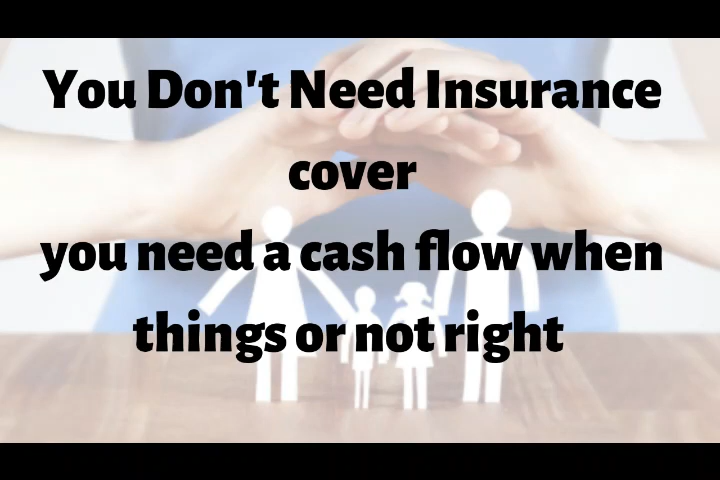 You Don't Need Insurance
cover
you need a cash flow when
things or not right